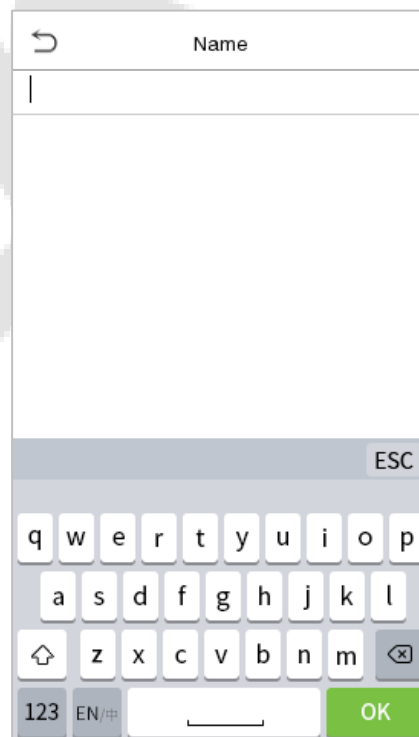 Name
ESC
q w e r t y u i o p
a s d f g h j k l
z x c v b n m
123 EN/中 OK